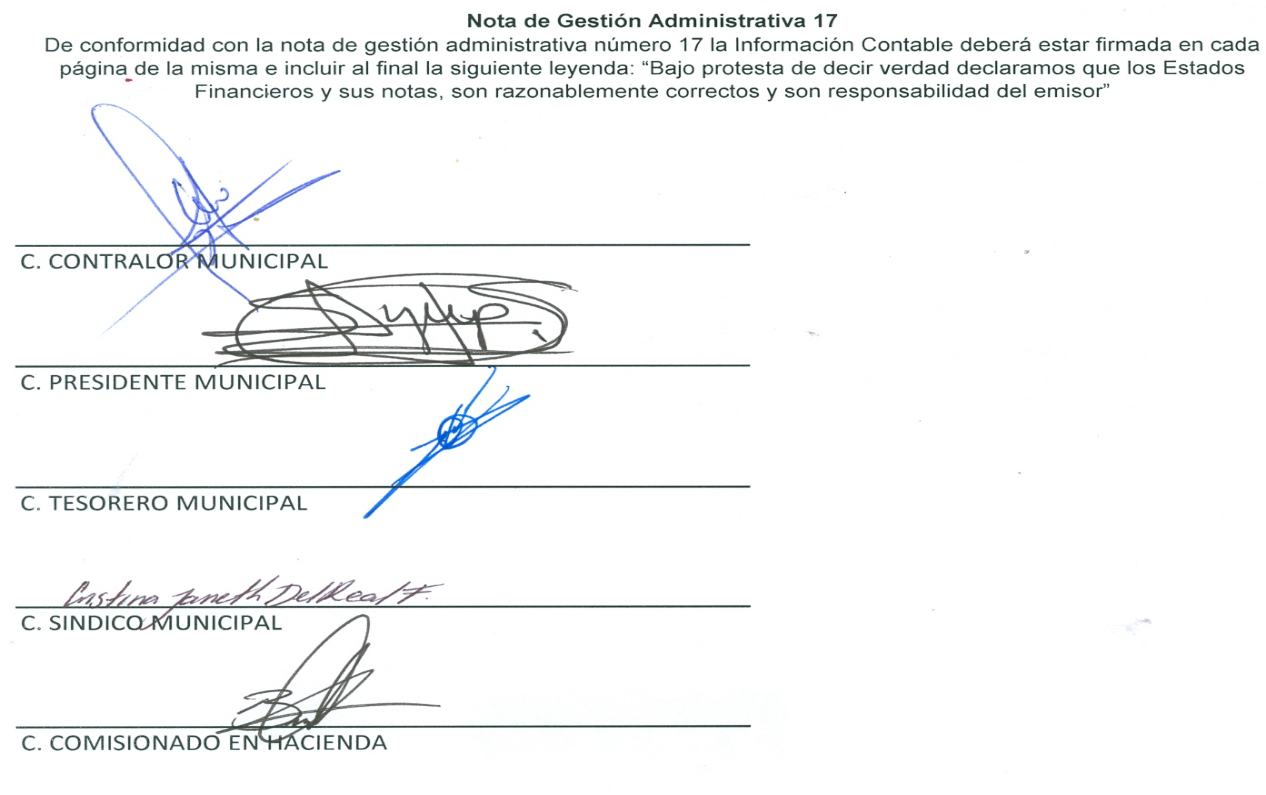 Nota de Gestión Administrativa 17
De conformidad con la nota de gestión administrativa número 17 la Información Contable deberá estar firmada en cada
página de la misma e incluir al final la siguiente leyenda: “Bajo protesta de decir verdad declaramos que los Estados
Financieros y sus notas, son razonablemente correctos y son responsabilidad del emisor”
C. CONTRALOR MUNICIPAL
C. PRESIDENTE MUNICIPAL
C. TESORERO MUNICIPAL
Cristina Janeth Del Real F.
C. SINDICO MUNICIPAL
C. COMISIONADO EN HACIENDA